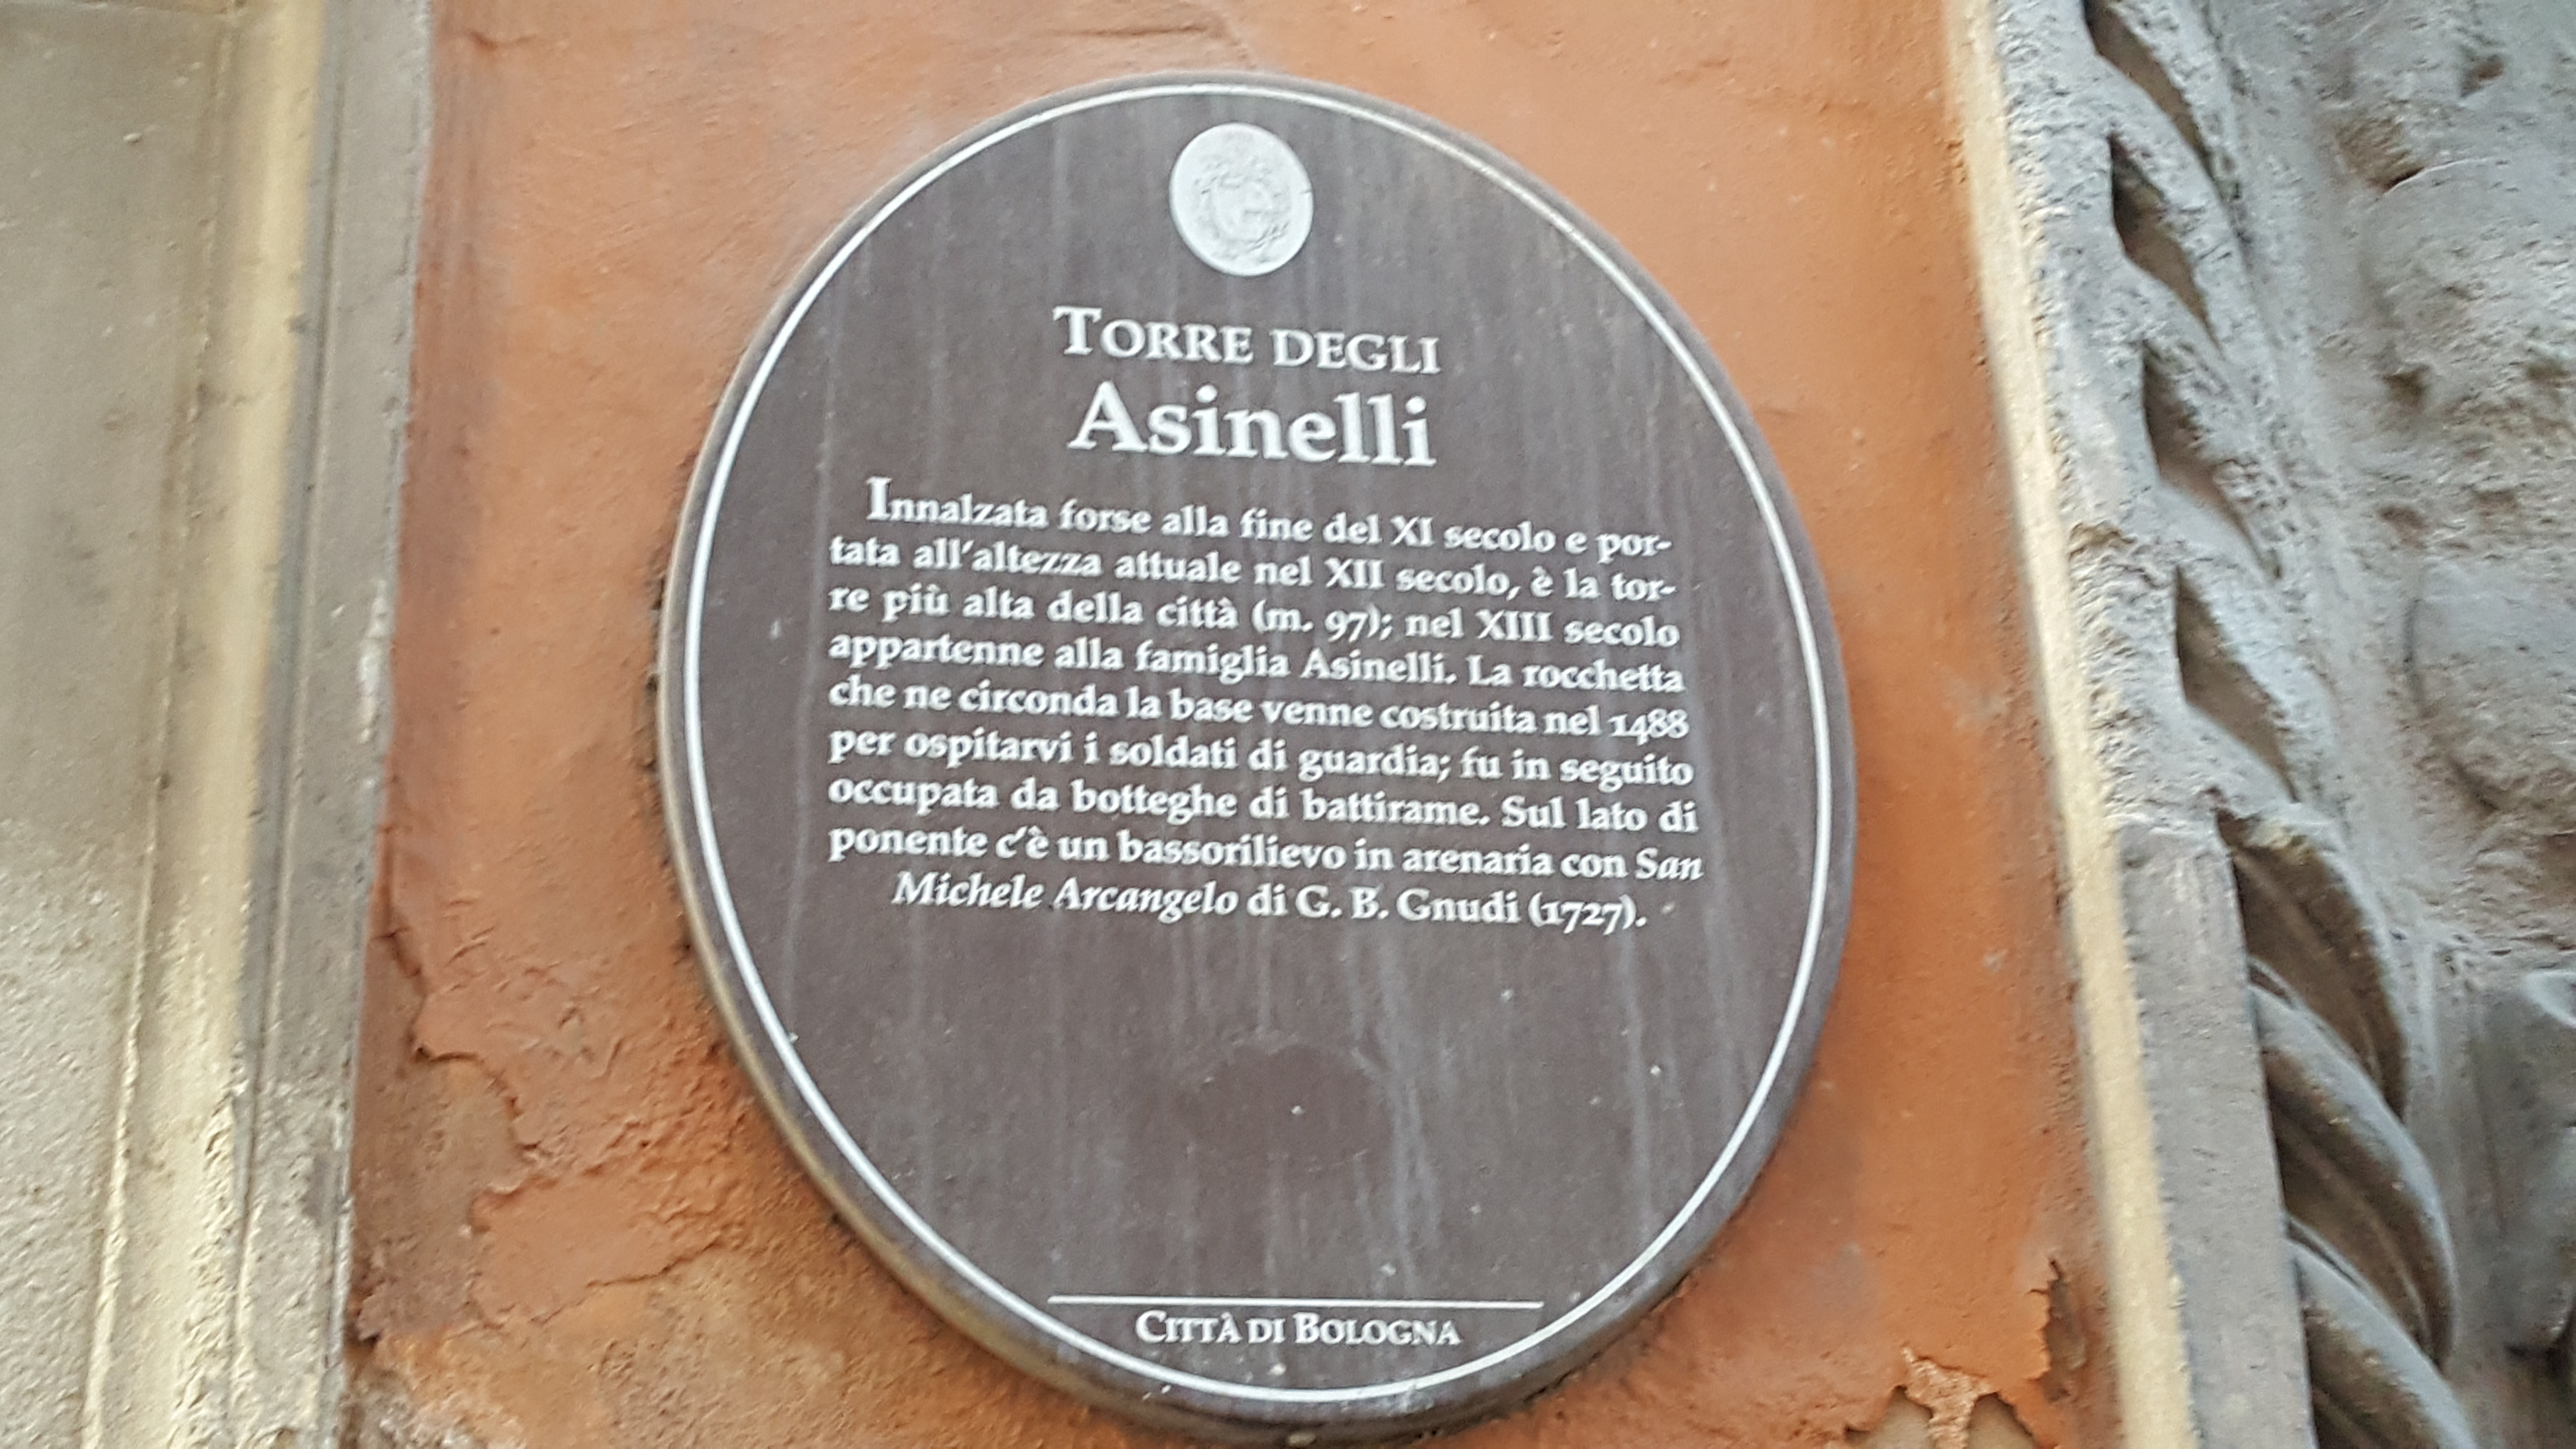 TORRE DEGLI
Asinelli
Innalzata forse alla fine del XI secolo e por-
tata all'altezza attuale nel XII secolo, è la tor-
re più alta della città (m. 97); nel XIII secolo
appartenne alla famiglia Asinelli. La rocchetta
che ne circonda la base venne costruita nel 1488
per ospitarvi i soldati di guardia; fu in seguito
occupata da botteghe di battirame. Sul lato di
ponente c'è un bassorilievo in arenaria con San
Michele Arcangelo di G. B. Gnudi (1727).
CITTÀ DI BOLOGNA